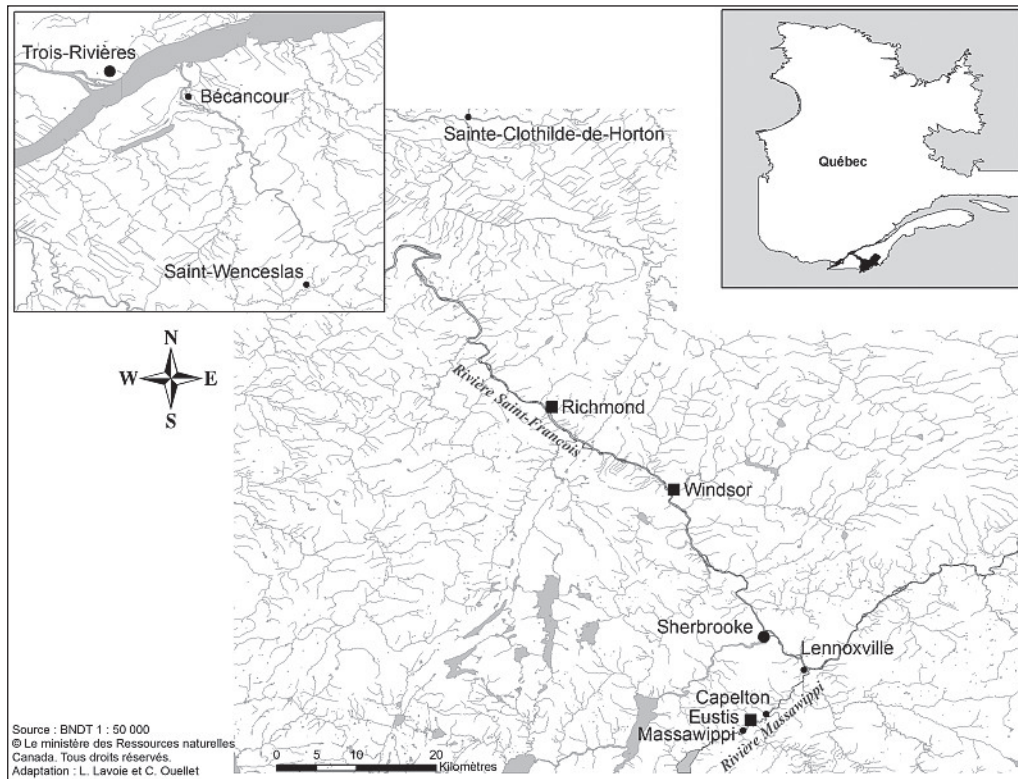 Trois-Rivières
Bécancour
Saint-Wenceslas
Sainte-Clothilde-de-Horton
Québec
N
W E
S
Rivière Saint-François
Richmond
Windsor
Sherbrooke
Lennoxville
Capelton
Eustis
Massawippi
Rivière Massawippi
Source : BNDT 1 : 50 000
© Le ministère des Ressources naturelles
Canada. Tous droits réservés.
Adaptation : L. Lavoie et C. Ouellet
0 5 10 20
Kilomètres